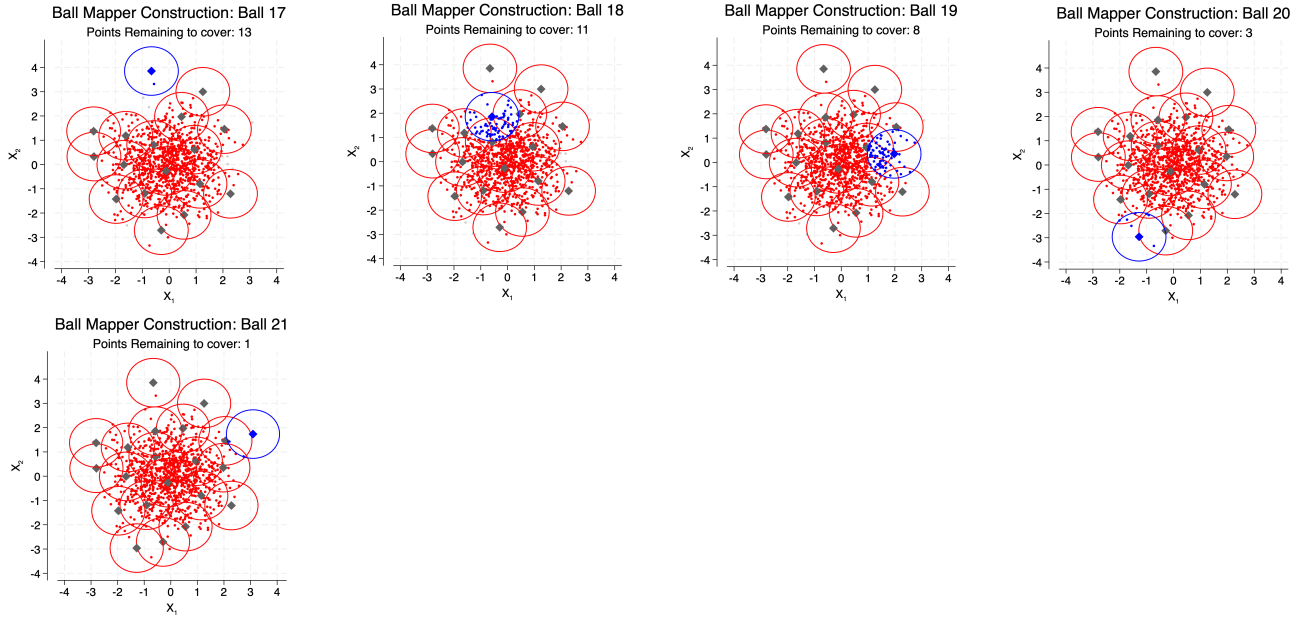 Ball Mapper Construction: Ball 17
Points Remaining to cover: 13
4
3
2
1
0
-1
-2
-3
-4
X2
-4 -3 -2 -1 0 1 2 3 4
X1
Ball Mapper Construction: Ball 18
Points Remaining to cover: 11
4
3
2
1
0
-1
-2
-3
-4
X2
-4 -3 -2 -1 0 1 2 3 4
X1
Ball Mapper Construction: Ball 19
Points Remaining to cover: 8
4
3
2
1
0
-1
-2
-3
-4
X2
-4 -3 -2 -1 0 1 2 3 4
X1
Ball Mapper Construction: Ball 20
Points Remaining to cover: 3
4
3
2
1
0
-1
-2
-3
-4
X2
-4 -3 -2 -1 0 1 2 3 4
X1
Ball Mapper Construction: Ball 21
Points Remaining to cover: 1
4
3
2
1
0
-1
-2
-3
-4
X2
-4 -3 -2 -1 0 1 2 3 4
X1